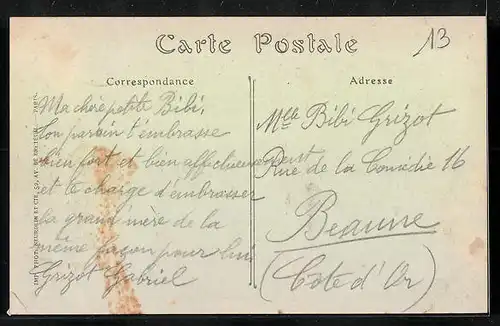 Carte Postale
13
Correspondance
Ma chère petite Bibi,
ton parrain t'embrasse
bien fort et bien affectueusement
et te charge d'embrasser
ta grand mère de la
même façon pour lui
Grizot Gabriel
Adresse
Mlle Bibi Grizot
Rue de la Comédie 16
Beaune
(Côte d'Or)